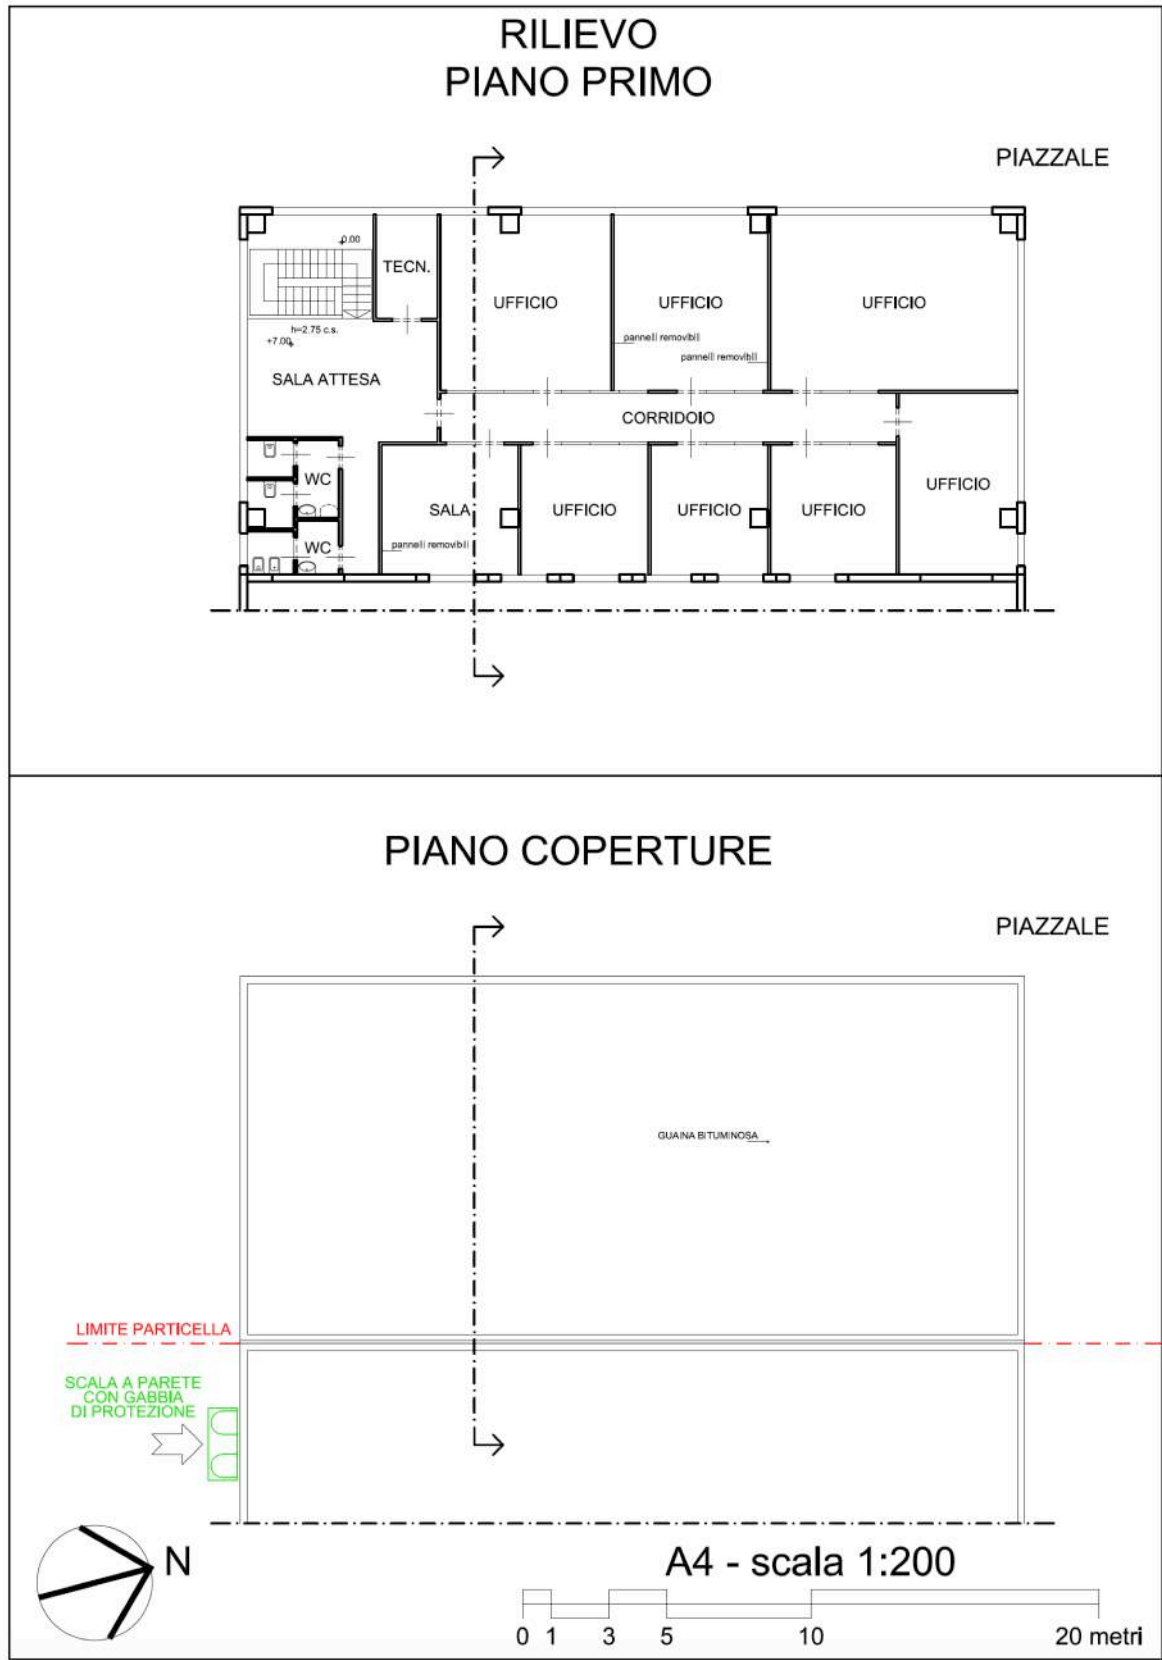 RILIEVO
PIANO PRIMO
PIAZZALE
0.00
TECN.
UFFICIO
UFFICIO
UFFICIO
h=2.75 c.s.
+7.00
pannelli removibili
pannelli removibili
SALA ATTESA
CORRIDOIO
WC
UFFICIO
SALA
UFFICIO
UFFICIO
UFFICIO
WC
pannelli removibili
PIANO COPERTURE
PIAZZALE
GUAINA BITUMINOSA
LIMITE PARTICELLA
SCALA A PARETE
CON GABBIA
DI PROTEZIONE
N
A4 - scala 1:200
0 1 3 5 10 20 metri